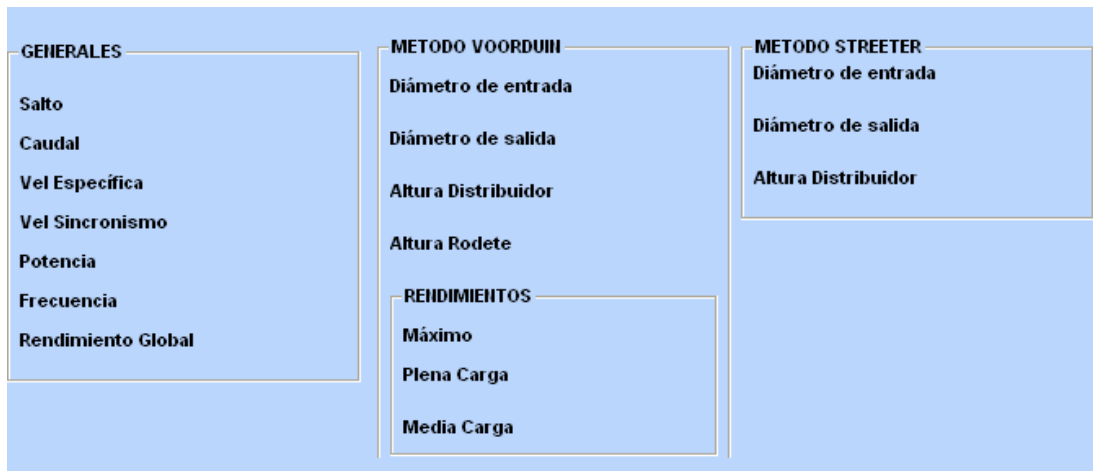 GENERALES
Salto
Caudal
Vel Específica
Vel Sincronismo
Potencia
Frecuencia
Rendimiento Global
METODO VOORDUIN
Diámetro de entrada
Diámetro de salida
Altura Distribuidor
Altura Rodete
RENDIMIENTOS
Máximo
Plena Carga
Media Carga
METODO STREETER
Diámetro de entrada
Diámetro de salida
Altura Distribuidor